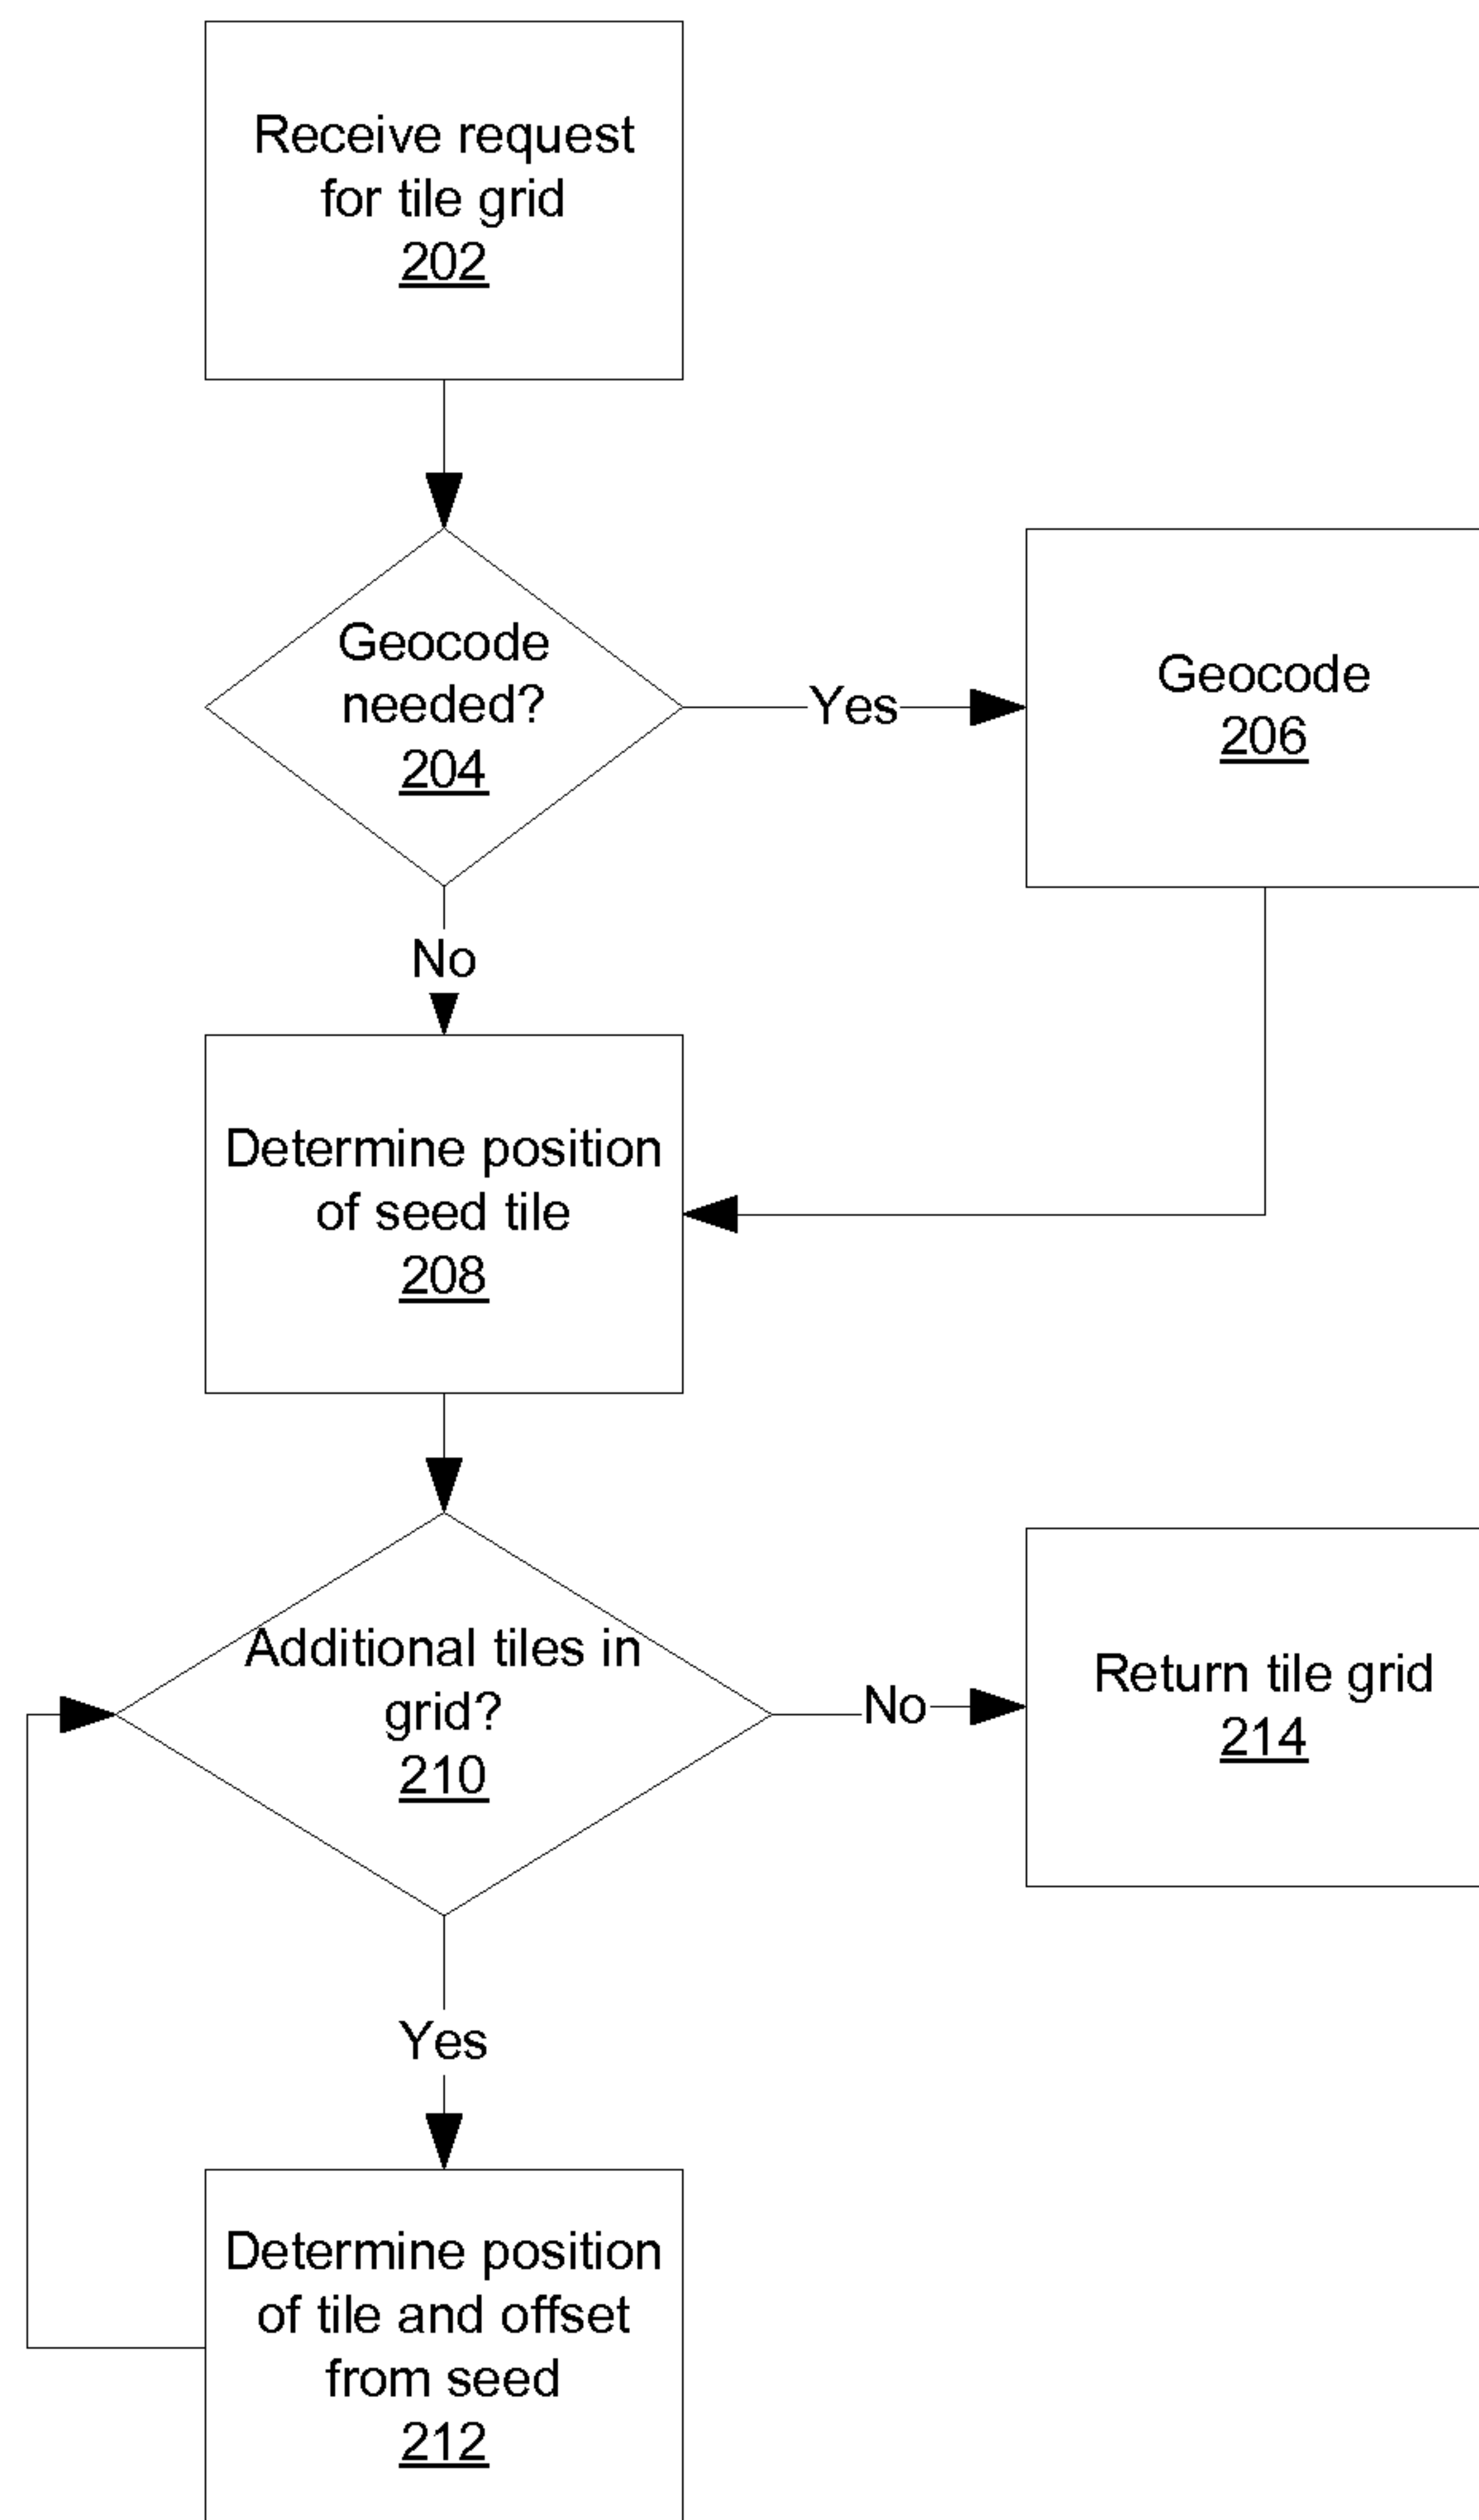 Receive request
for tile grid
202
Geocode
needed?
204
Yes
Geocode
206
No
Determine position
of seed tile
208
Additional tiles in
grid?
210
No
Return tile grid
214
Yes
Determine position
of tile and offset
from seed
212